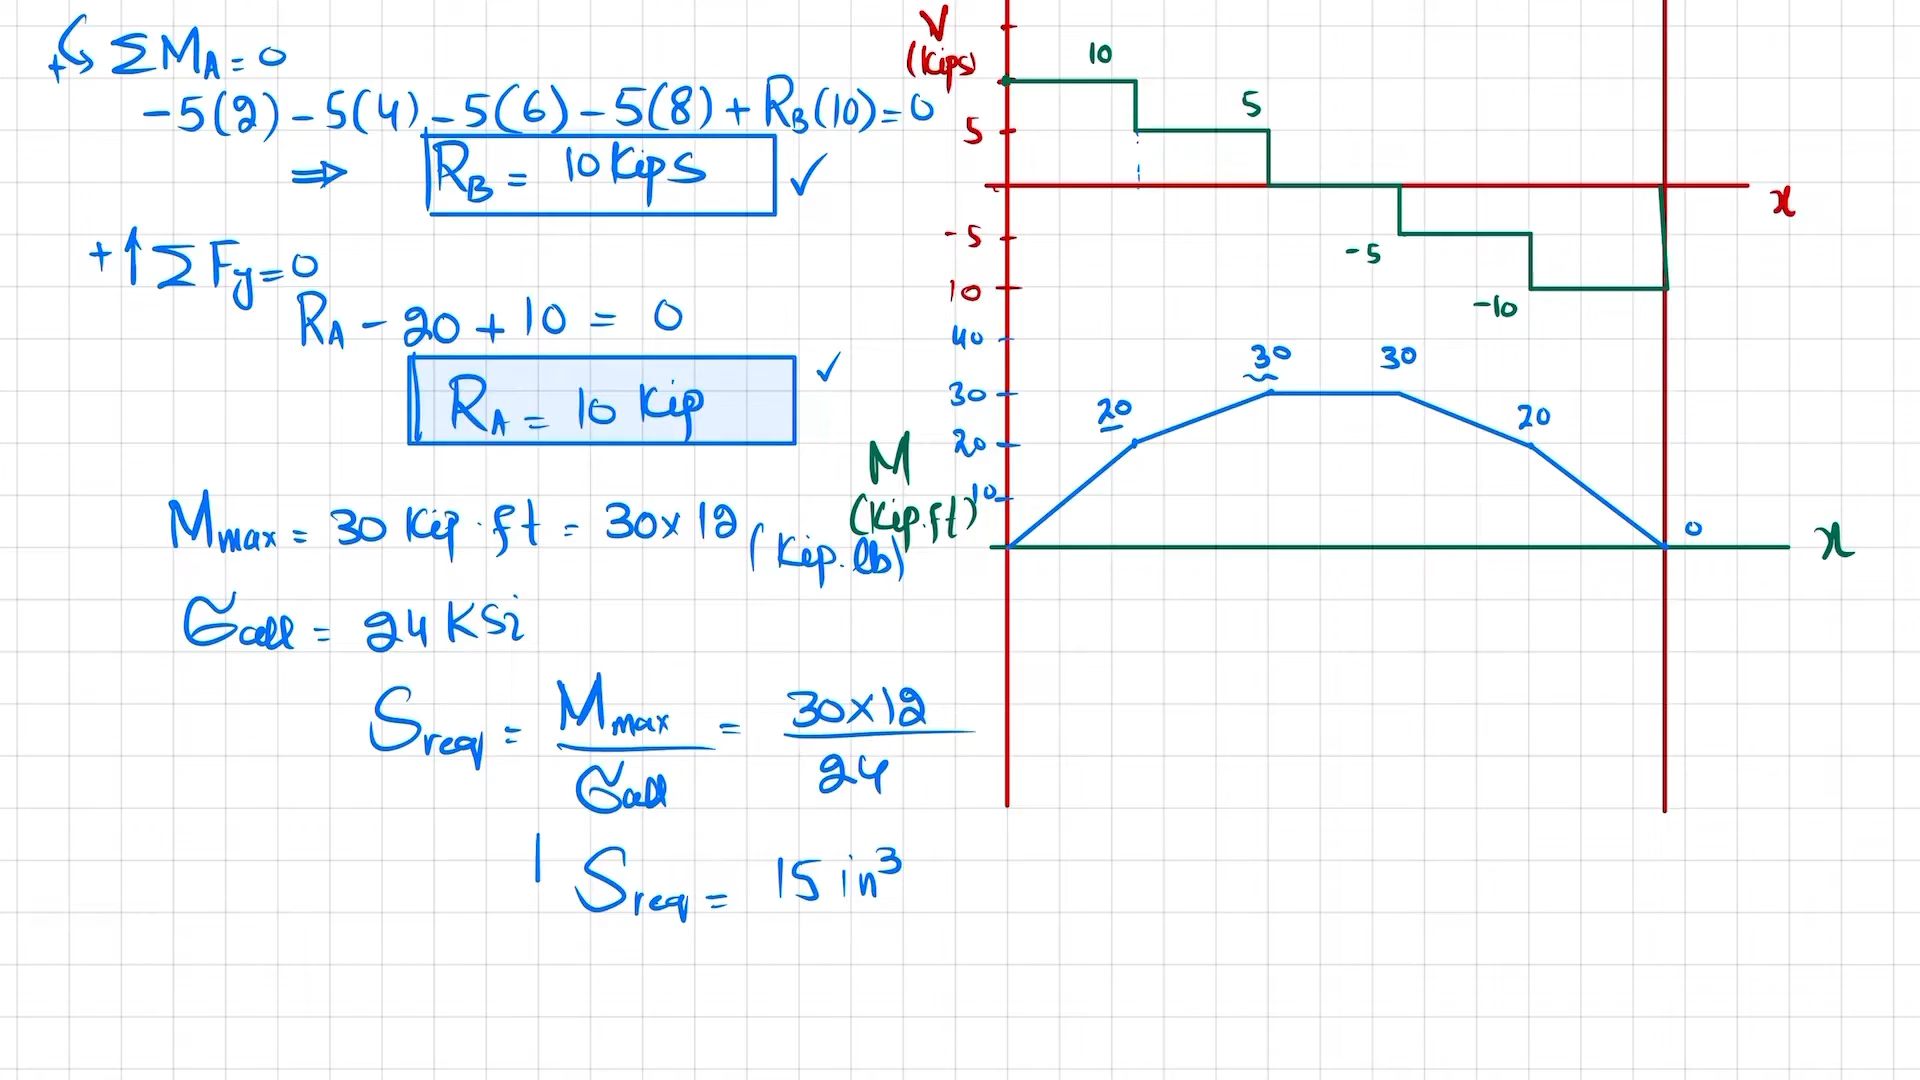 + ΣM_A = 0
-5(2) - 5(4) - 5(6) - 5(8) + R_B(10) = 0
⇒ R_B = 10 Kips ✓
+↑ ΣF_y = 0
R_A - 20 + 10 = 0
R_A = 10 Kip ✓
M_max = 30 Kip.ft = 30×12 (Kip.lb)
σ_all = 24 KSi
S_req = M_max / σ_all = 30×12 / 24
S_req = 15 in³
V
(Kips)
10
5
5
-5
-5
10
-10
x
40
30
30
30
20
20
20
10
M
(Kip.ft)
0
x